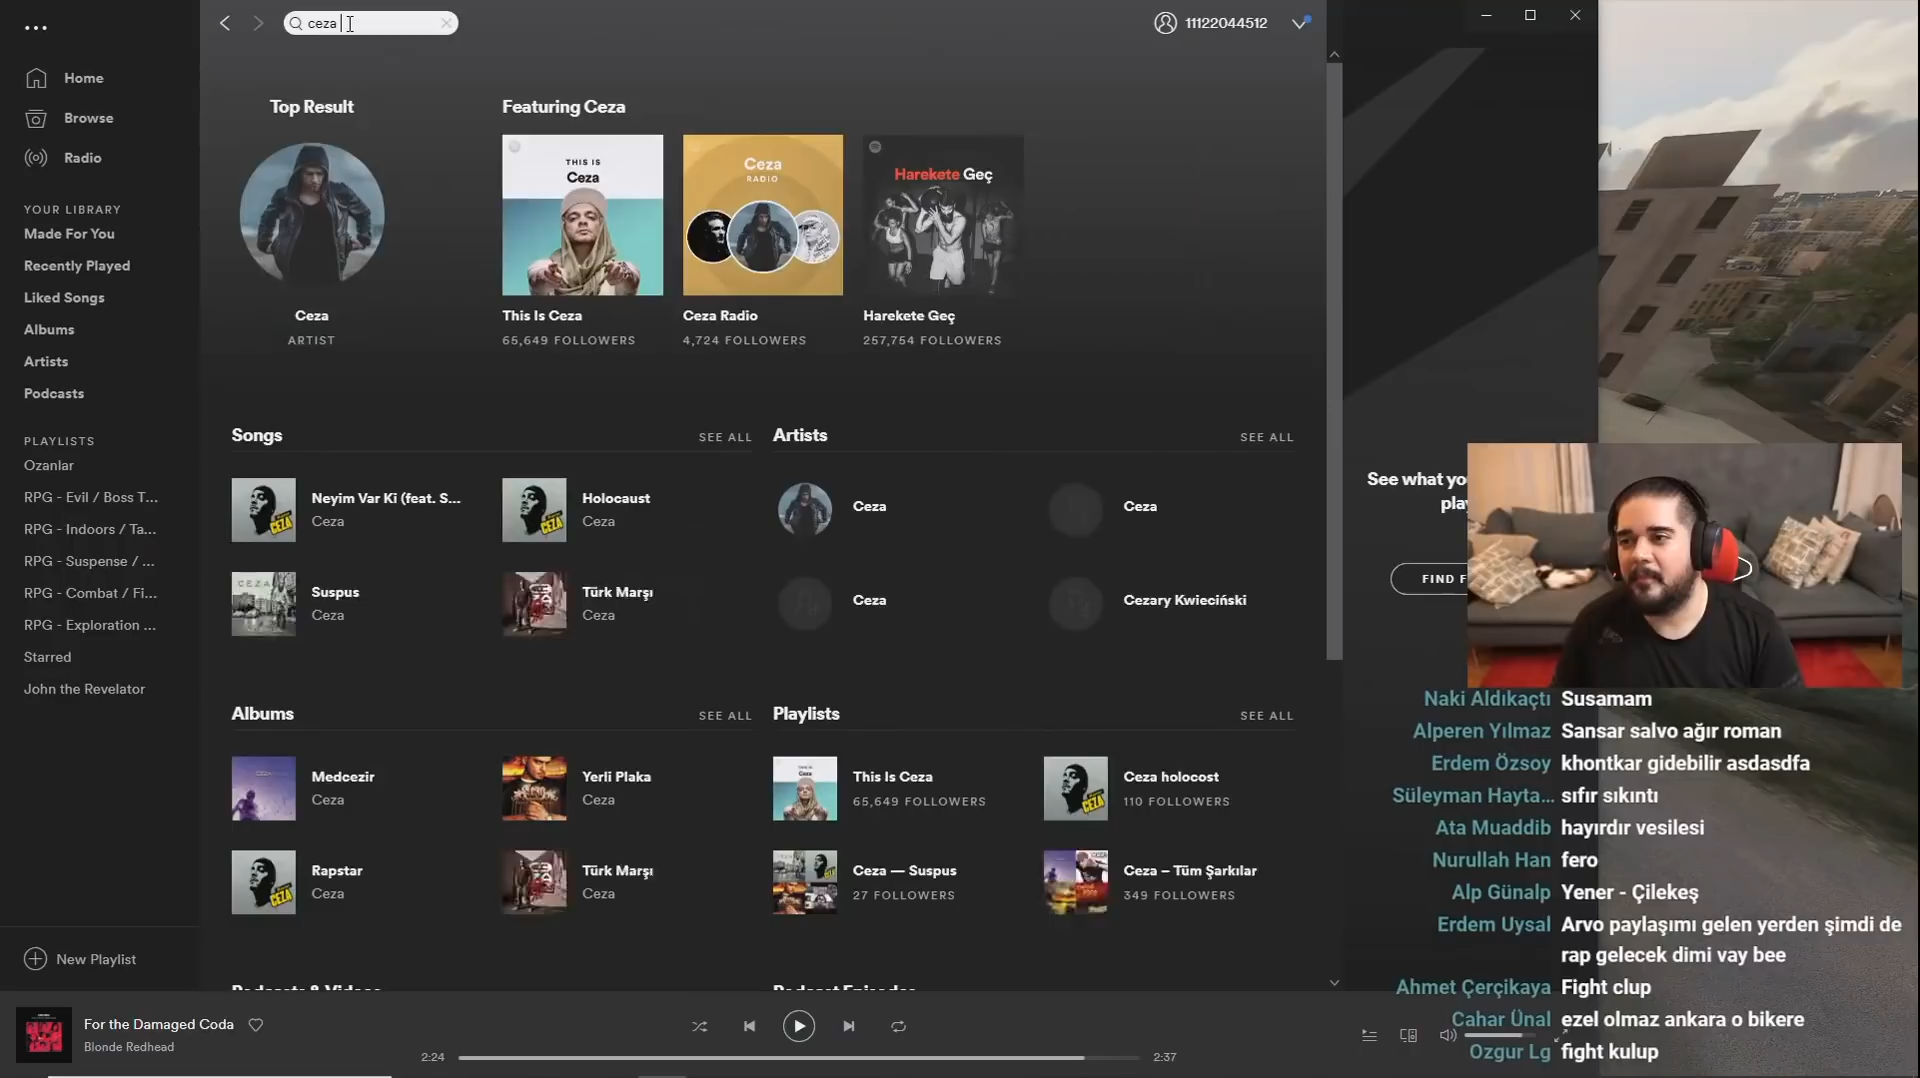 ceza
11122044512
Home
Browse
Radio
YOUR LIBRARY
Made For You
Recently Played
Liked Songs
Albums
Artists
Podcasts
PLAYLISTS
Ozanlar
RPG - Evil / Boss T...
RPG - Indoors / Ta...
RPG - Suspense / ...
RPG - Combat / Fi...
RPG - Exploration ...
Starred
John the Revelator
New Playlist
Top Result
Ceza
ARTIST
Featuring Ceza
THIS IS
Ceza
This Is Ceza
65,649 FOLLOWERS
Ceza
RADIO
Ceza Radio
4,724 FOLLOWERS
Harekete Geç
Harekete Geç
257,754 FOLLOWERS
Songs
SEE ALL
CEZA
Neyim Var Ki (feat. S...
Ceza
CEZA
Holocaust
Ceza
CEZA
Suspus
Ceza
Türk Marşı
Ceza
Artists
SEE ALL
Ceza
Ceza
Ceza
Cezary Kwieciński
Albums
SEE ALL
Medcezir
Ceza
Yerli Plaka
Ceza
CEZA
Rapstar
Ceza
Türk Marşı
Ceza
Playlists
SEE ALL
This Is Ceza
65,649 FOLLOWERS
CEZA
Ceza holocost
110 FOLLOWERS
Ceza — Suspus
27 FOLLOWERS
Ceza – Tüm Şarkılar
349 FOLLOWERS
Podcasts & Videos
Podcast Episodes
See what
FIND
Naki Aldıkaçtı Susamam
Alperen Yılmaz Sansar salvo ağır roman
Erdem Özsoy khontkar gidebilir asdasdfa
Süleyman Hayta... sıfır sıkıntı
Ata Muaddib hayırdır vesilesi
Nurullah Han fero
Alp Günalp Yener - Çilekeş
Erdem Uysal Arvo paylaşımı gelen yerden şimdi de
rap gelecek dimi vay bee
Ahmet Çerçikaya Fight clup
Cahar Ünal ezel olmaz ankara o bikere
Ozgur Lg fight kulup
For the Damaged Coda
Blonde Redhead
2:24
2:37